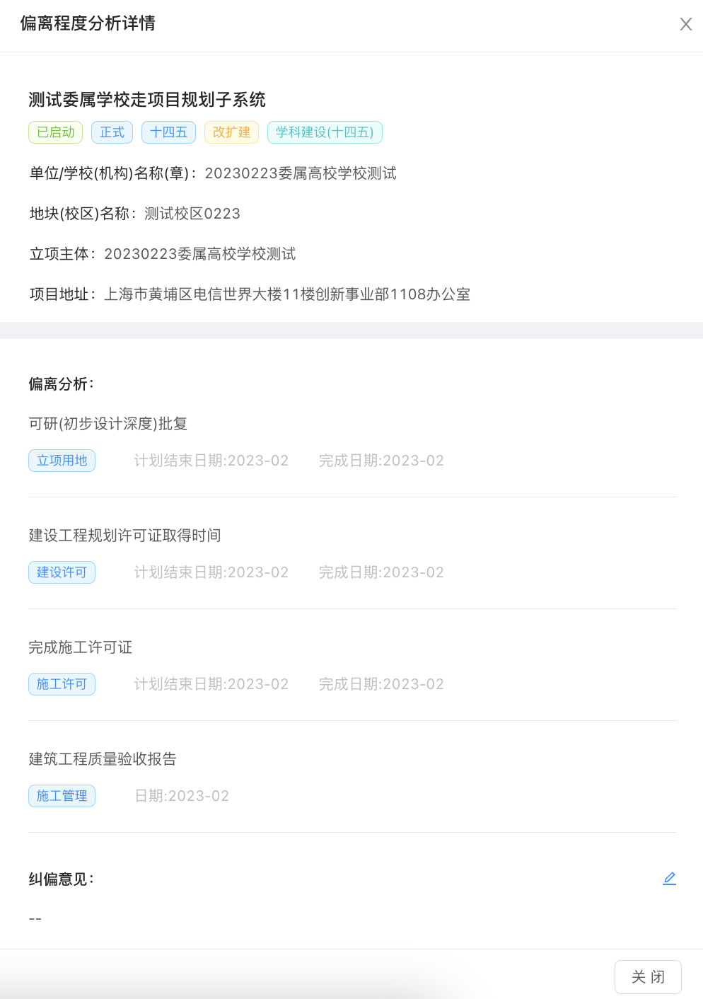 偏离程度分析详情
测试委属学校走项目规划子系统
已启动 正式 十四五 改扩建 学科建设(十四五)
单位/学校(机构)名称(章)： 20230223委属高校学校测试
地块(校区)名称： 测试校区0223
立项主体： 20230223委属高校学校测试
项目地址： 上海市黄埔区电信世界大楼11楼创新事业部1108办公室
偏离分析：
可研(初步设计深度)批复
立项用地 计划结束日期:2023-02 完成日期:2023-02
建设工程规划许可证取得时间
建设许可 计划结束日期:2023-02 完成日期:2023-02
完成施工许可证
施工许可 计划结束日期:2023-02 完成日期:2023-02
建筑工程质量验收报告
施工管理 日期:2023-02
纠偏意见：
--
关 闭